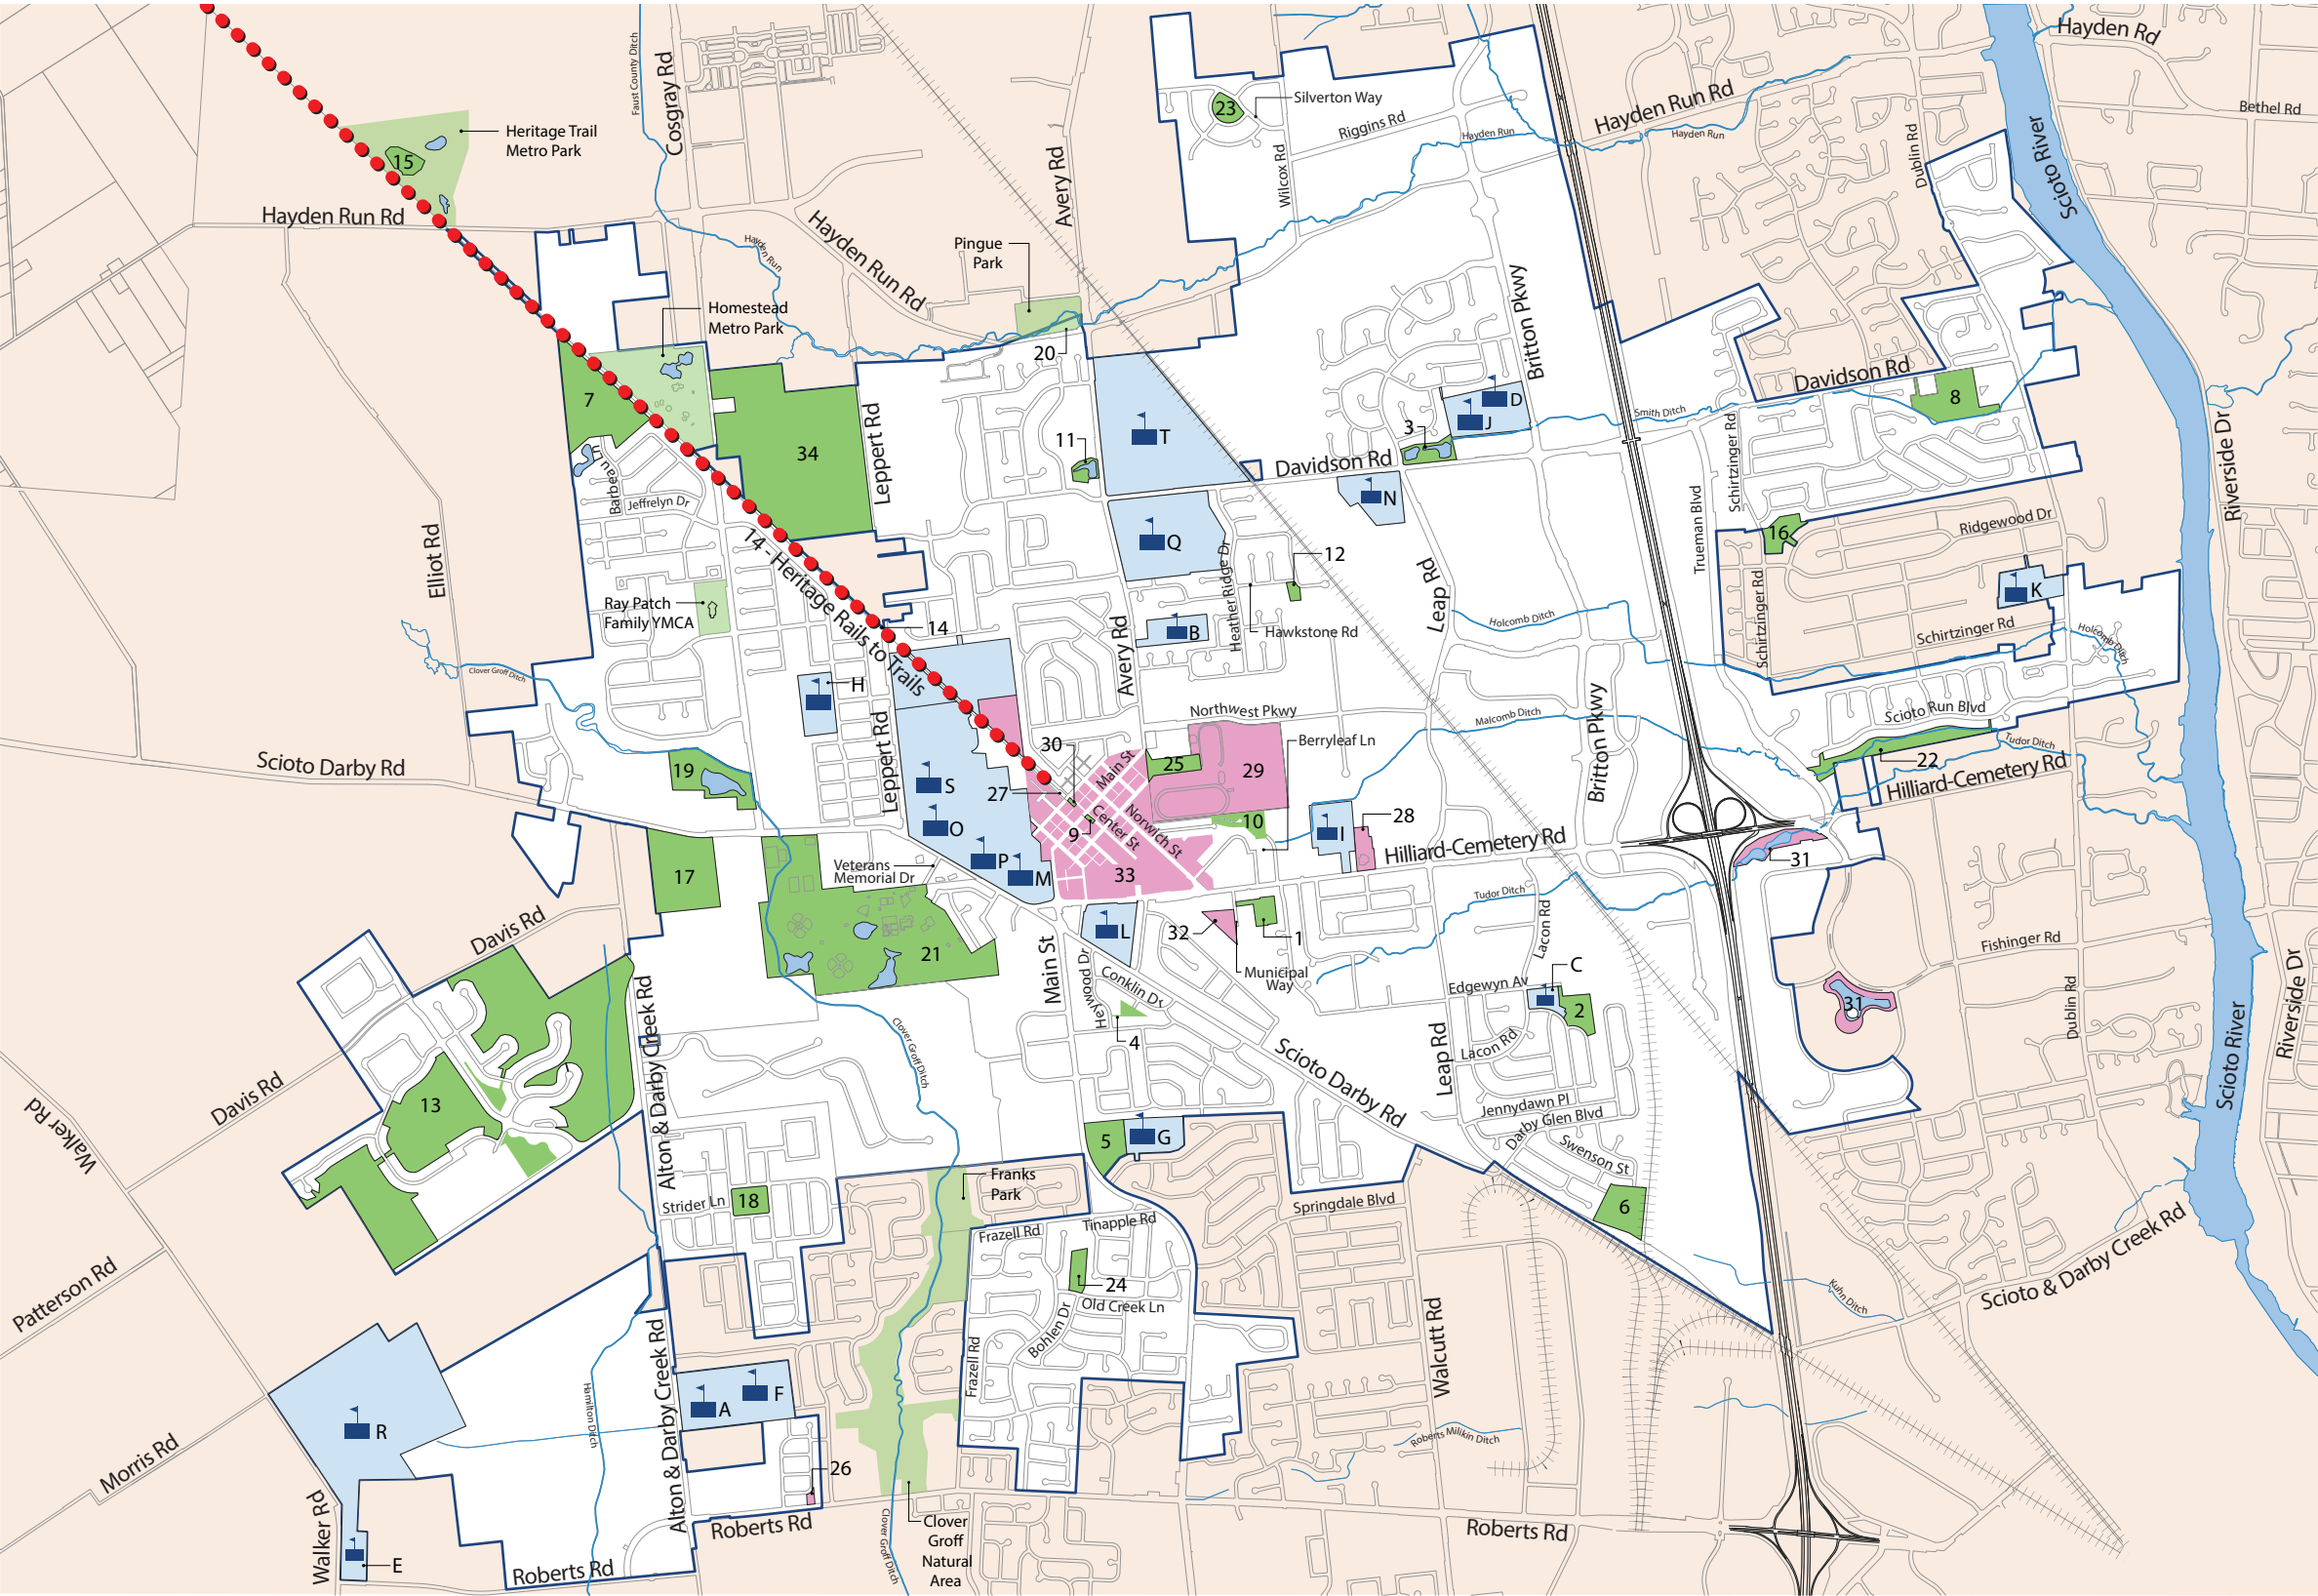 Hayden Rd
Faust County Ditch
Cosgray Rd
Silverton Way
23
Riggins Rd
Hayden Run
Hayden Run Rd
Hayden Run
Bethel Rd
Heritage Trail
Metro Park
15
Avery Rd
Wilcox Rd
Dublin Rd
Scioto River
Hayden Run Rd
Hayden Run
Hayden Run Rd
Pingue
Park
Homestead
Metro Park
20
Britton Pkwy
Davidson Rd
7
8
D
J
Smith Ditch
3
T
11
34
Leppert Rd
Davidson Rd
Schirtzinger Rd
Riverside Dr
Barbeau Ln
Jeffrelyn Dr
N
Trueman Blvd
Ridgewood Dr
16
Elliot Rd
14 - Heritage Rails to Trails
Q
12
Heather Ridge Dr
Leap Rd
K
Ray Patch
Family YMCA
14
B
Hawkstone Rd
Holcomb Ditch
Schirtzinger Rd
Schirtzinger Rd
Holcomb Ditch
Clover Groff Ditch
H
Avery Rd
Northwest Pkwy
Malcomb Ditch
Britton Pkwy
Scioto Run Blvd
Tudor Ditch
Scioto Darby Rd
19
Leppert Rd
30
Main St
25
29
Berryleaf Ln
22
Hilliard-Cemetery Rd
S
27
O
9
Center St
Norwich St
10
I
28
Hilliard-Cemetery Rd
31
Veterans
Memorial Dr
P
M
33
17
Tudor Ditch
Davis Rd
21
L
32
1
Lacon Rd
Fishinger Rd
Main St
Heywood Dr
Conklin Dr
Municipal
Way
Edgewyn Av
C
2
31
Dublin Rd
Riverside Dr
Alton & Darby Creek Rd
Clover Groff Ditch
4
Scioto Darby Rd
Leap Rd
Lacon Rd
Scioto River
Davis Rd
13
Walker Rd
5
G
Jennydawn Pl
Darby Glen Blvd
Swenson St
Franks
Park
Strider Ln
18
Frazell Rd
Tinapple Rd
Springdale Blvd
6
Scioto & Darby Creek Rd
Patterson Rd
24
Old Creek Ln
Bohlen Dr
Frazell Rd
Kuhn Ditch
Walcutt Rd
Alton & Darby Creek Rd
Hamilton Ditch
F
A
R
Morris Rd
Roberts Milikin Ditch
26
Walker Rd
E
Roberts Rd
Roberts Rd
Clover Groff Ditch
Clover
Groff
Natural
Area
Roberts Rd